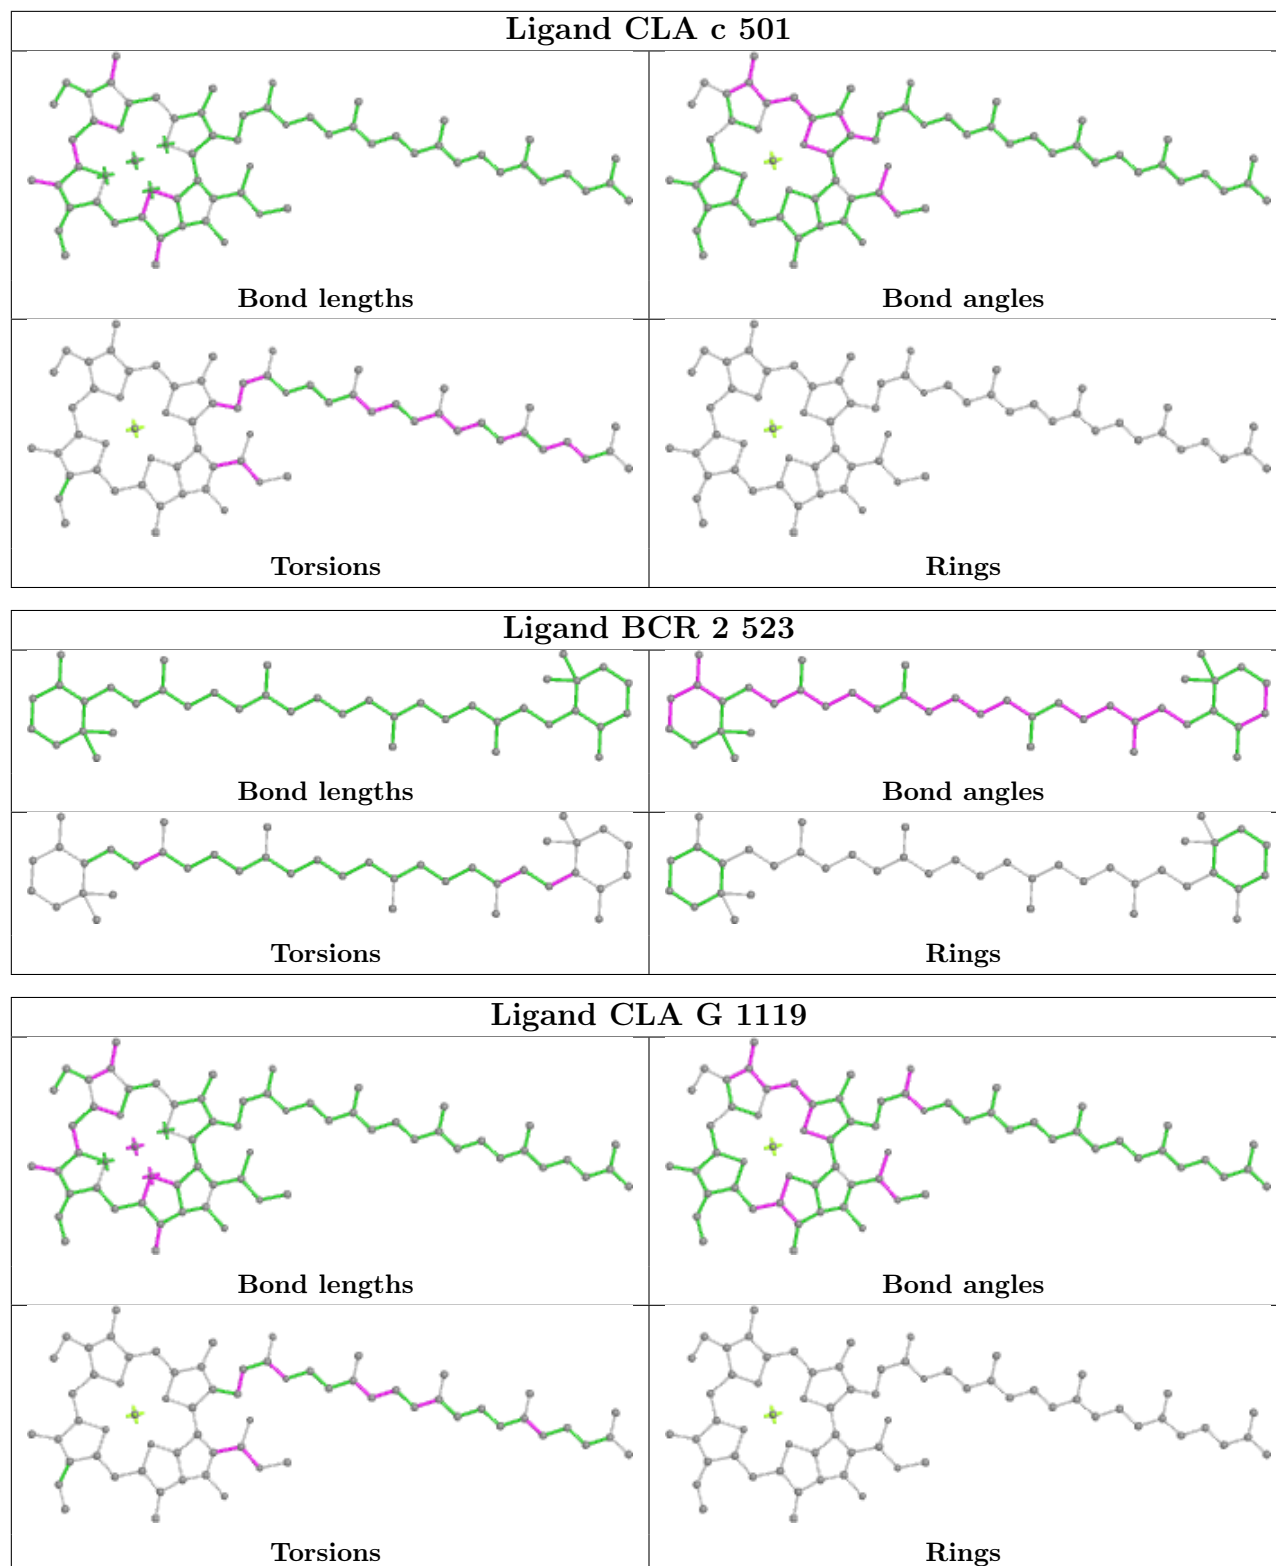 Ligand CLA c 501
Bond lengths
Bond angles
Torsions
Rings
Ligand BCR 2 523
Bond lengths
Bond angles
Torsions
Rings
Ligand CLA G 1119
Bond lengths
Bond angles
Torsions
Rings